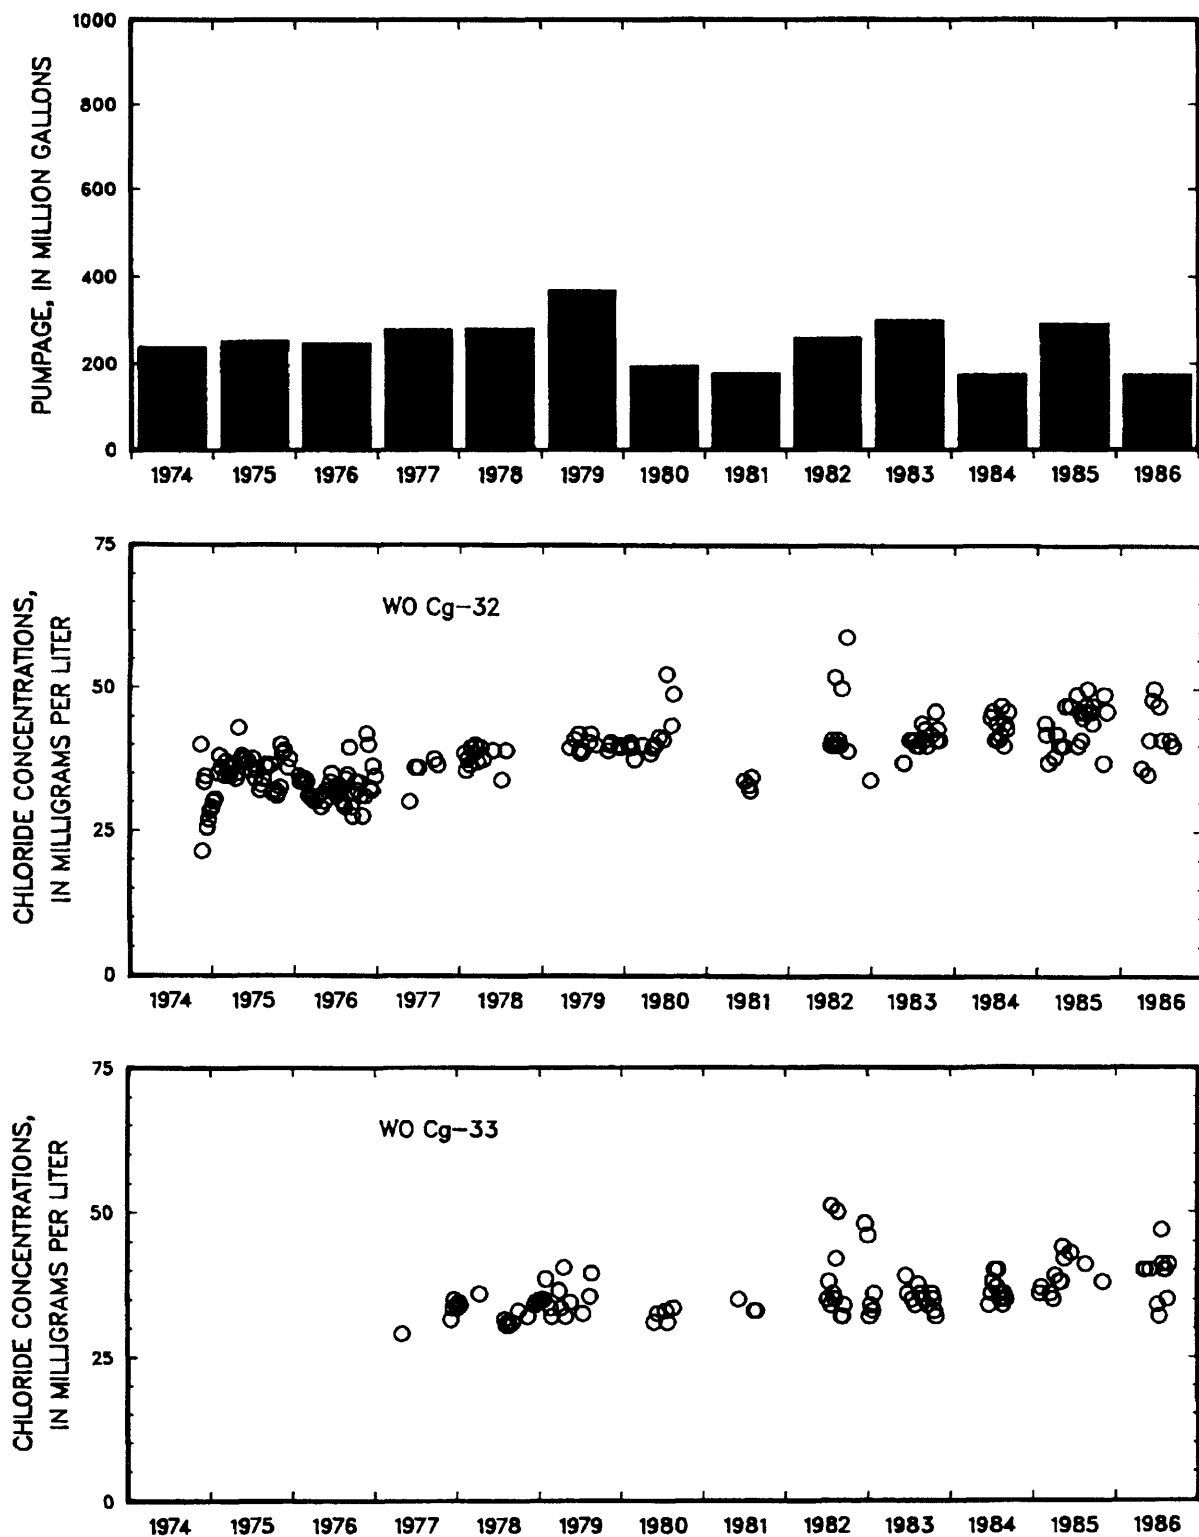 1000
800
600
400
200
0
PUMPAGE, IN MILLION GALLONS
1974 1975 1976 1977 1978 1979 1980 1981 1982 1983 1984 1985 1986
75
50
25
0
CHLORIDE CONCENTRATIONS,
IN MILLIGRAMS PER LITER
WO Cg-32
1974 1975 1976 1977 1978 1979 1980 1981 1982 1983 1984 1985 1986
75
50
25
0
CHLORIDE CONCENTRATIONS,
IN MILLIGRAMS PER LITER
WO Cg-33
1974 1975 1976 1977 1978 1979 1980 1981 1982 1983 1984 1985 1986